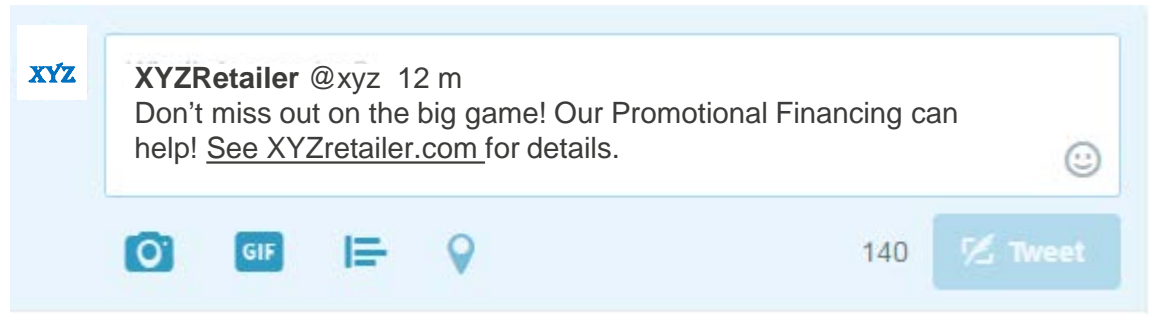 XYZ
XYZRetailer @xyz 12 m
Don't miss out on the big game! Our Promotional Financing can
help! See XYZretailer.com for details.
GIF
140 Tweet